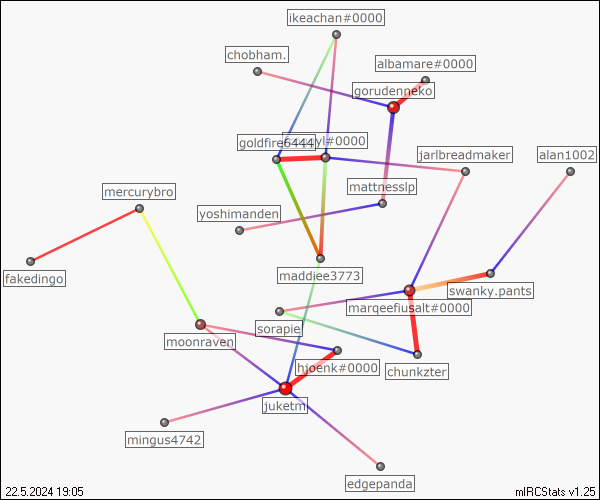 ikeachan#0000
chobham.
albamare#0000
gorudenneko
goldfire6444
yl#0000
jarlbreadmaker
alan1002
mattnesslp
mercurybro
yoshimanden
maddiee3773
fakedingo
swanky.pants
marqeefiusalt#0000
sorapie
moonraven
hjoenk#0000
chunkzter
juketm
mingus4742
edgepanda
22.5.2024 19:05
mIRCStats v1.25